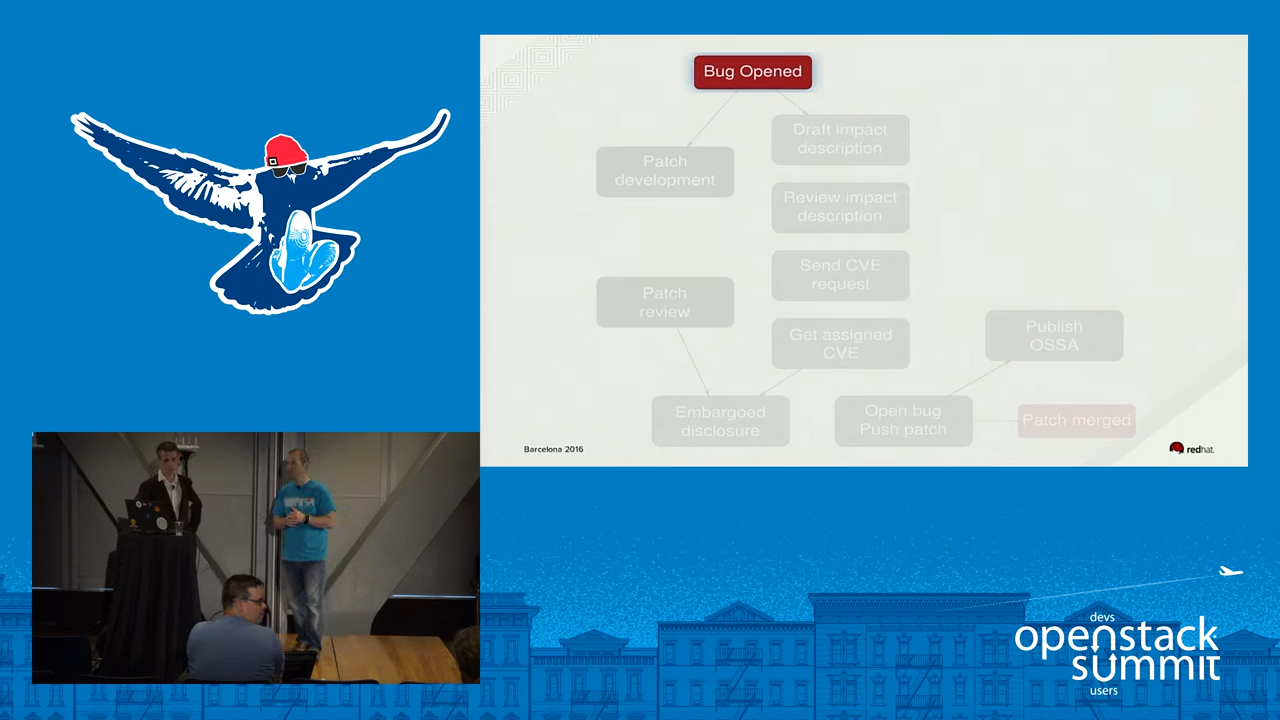 Bug Opened
Draft impact
description
Patch
development
Review impact
description
Send CVE
request
Patch
review
Get assigned
CVE
Publish
OSSA
Embargoed
disclosure
Open bug
Push patch
Patch merged
Barcelona 2016
redhat.
devs
openstack
summit
users